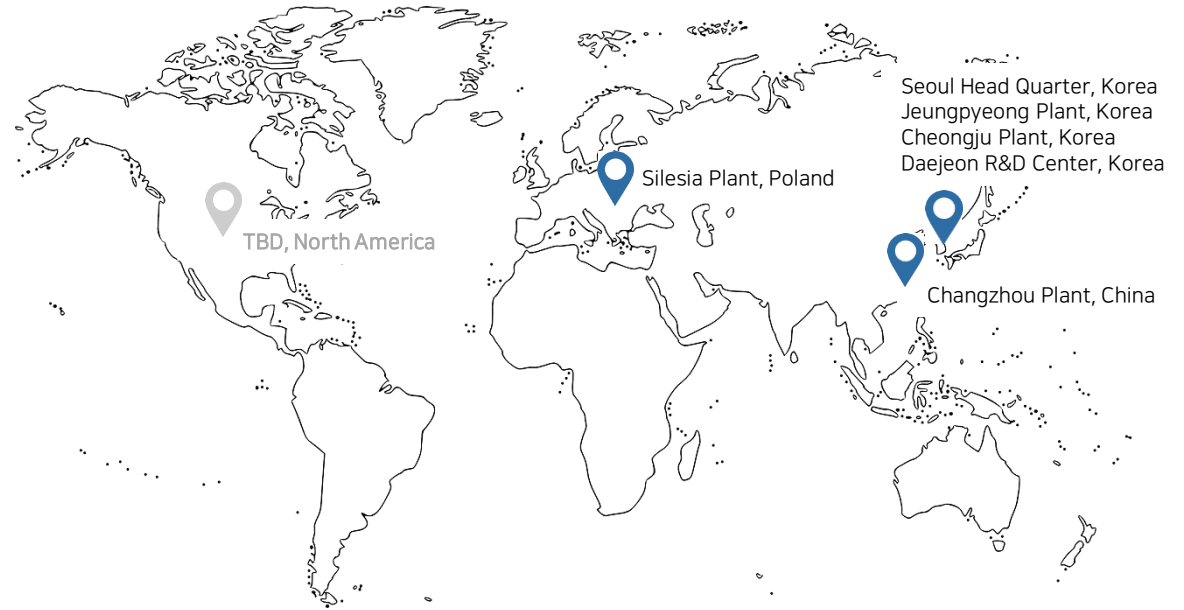 Seoul Head Quarter, Korea
Jeungpyeong Plant, Korea
Cheongju Plant, Korea
Daejeon R&D Center, Korea
Silesia Plant, Poland
TBD, North America
Changzhou Plant, China